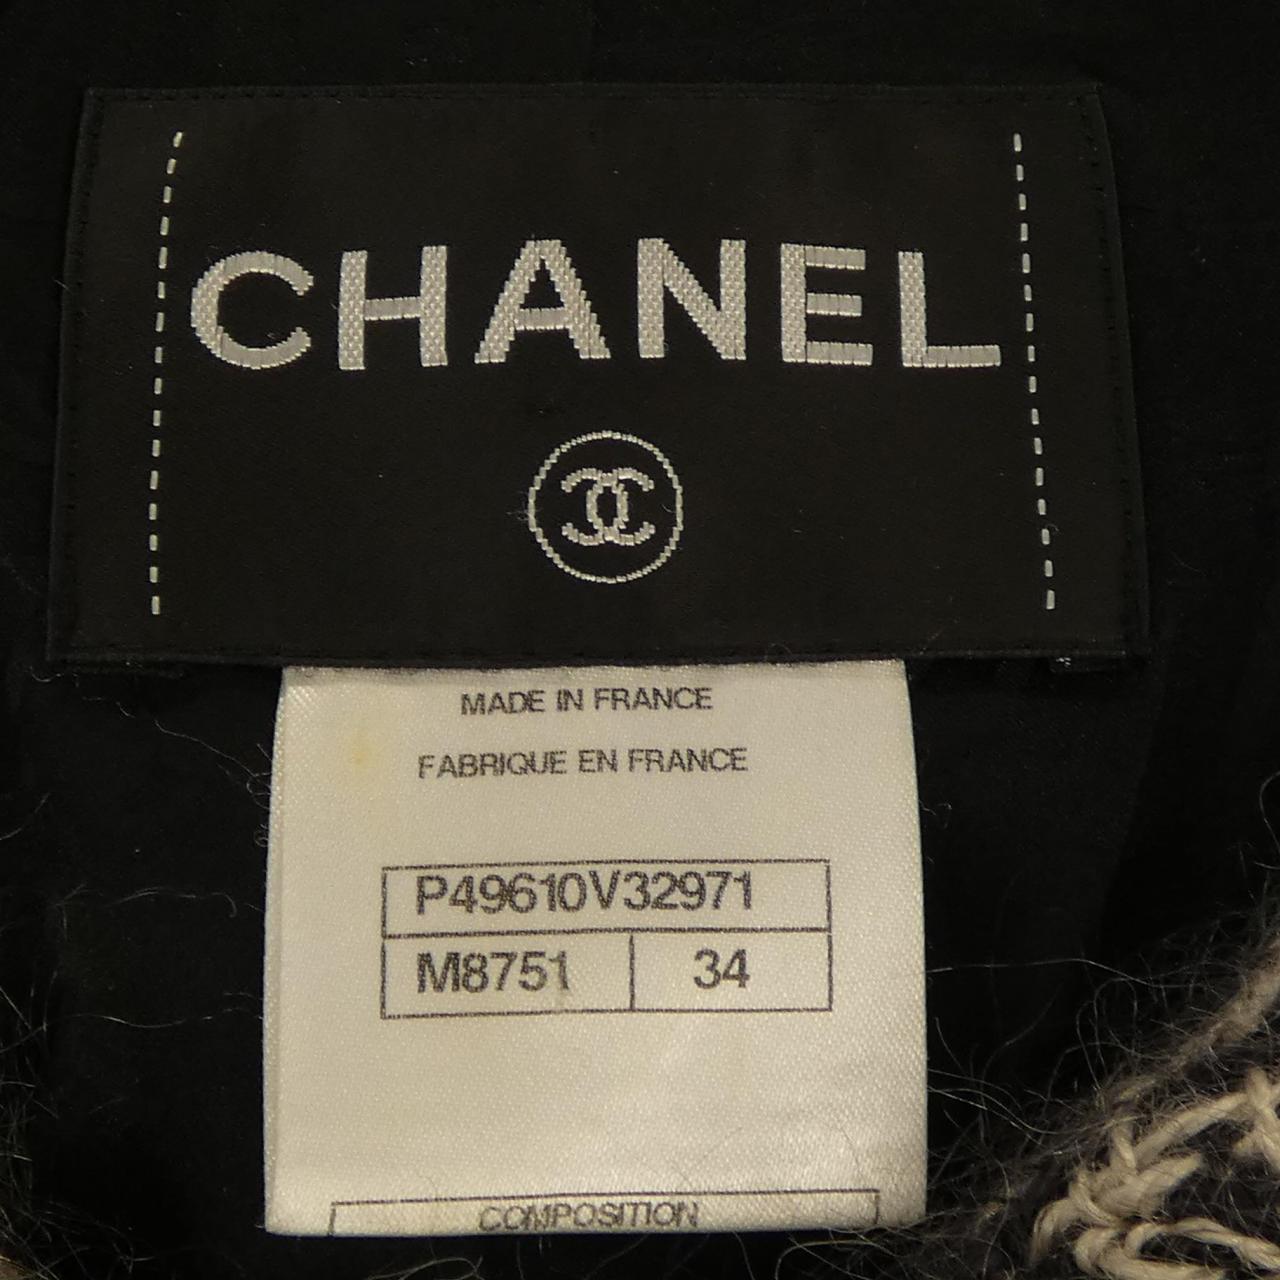 CHANEL
MADE IN FRANCE
FABRIQUE EN FRANCE
P49610V32971
M8751 34
COMPOSITION